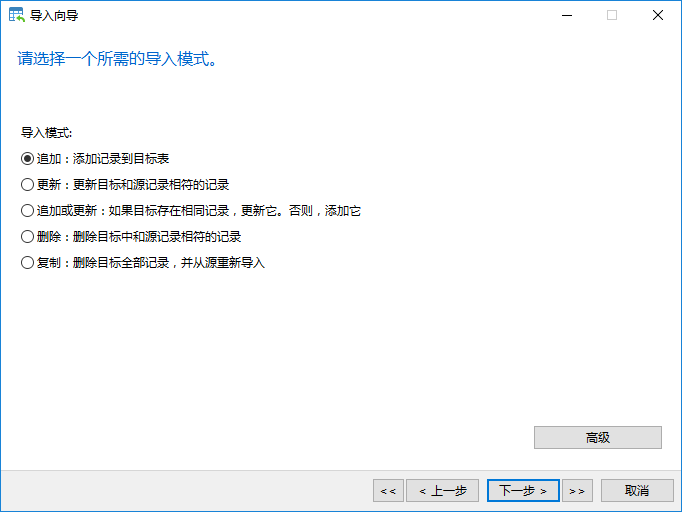 导入向导
请选择一个所需的导入模式。
导入模式:
追加：添加记录到目标表
更新：更新目标和源记录相符的记录
追加或更新：如果目标存在相同记录，更新它。否则，添加它
删除：删除目标中和源记录相符的记录
复制：删除目标全部记录，并从源重新导入
高级
<< < 上一步 下一步 > >> 取消